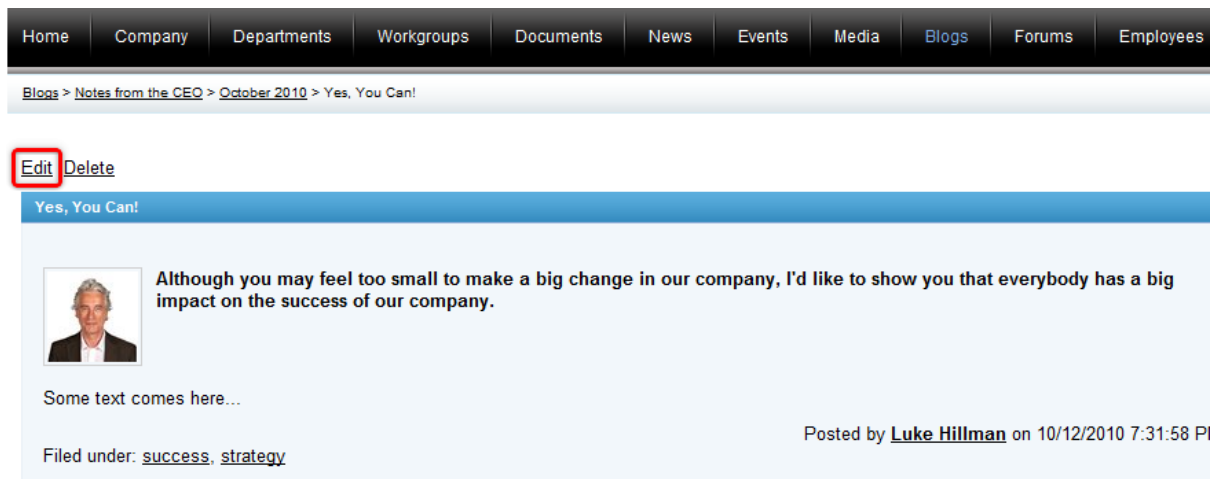 Home Company Departments Workgroups Documents News Events Media Blogs Forums Employees
Blogs > Notes from the CEO > October 2010 > Yes, You Can!
Edit Delete
Yes, You Can!
Although you may feel too small to make a big change in our company, I'd like to show you that everybody has a big
impact on the success of our company.
Some text comes here...
Posted by Luke Hillman on 10/12/2010 7:31:58 P
Filed under: success, strategy